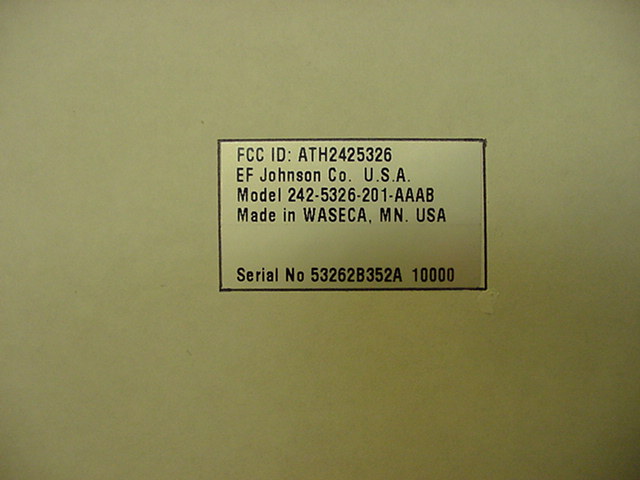 FCC ID: ATH2425326
EF Johnson Co. U.S.A.
Model 242-5326-201-AAAB
Made in WASECA, MN. USA
Serial No 53262B352A 10000